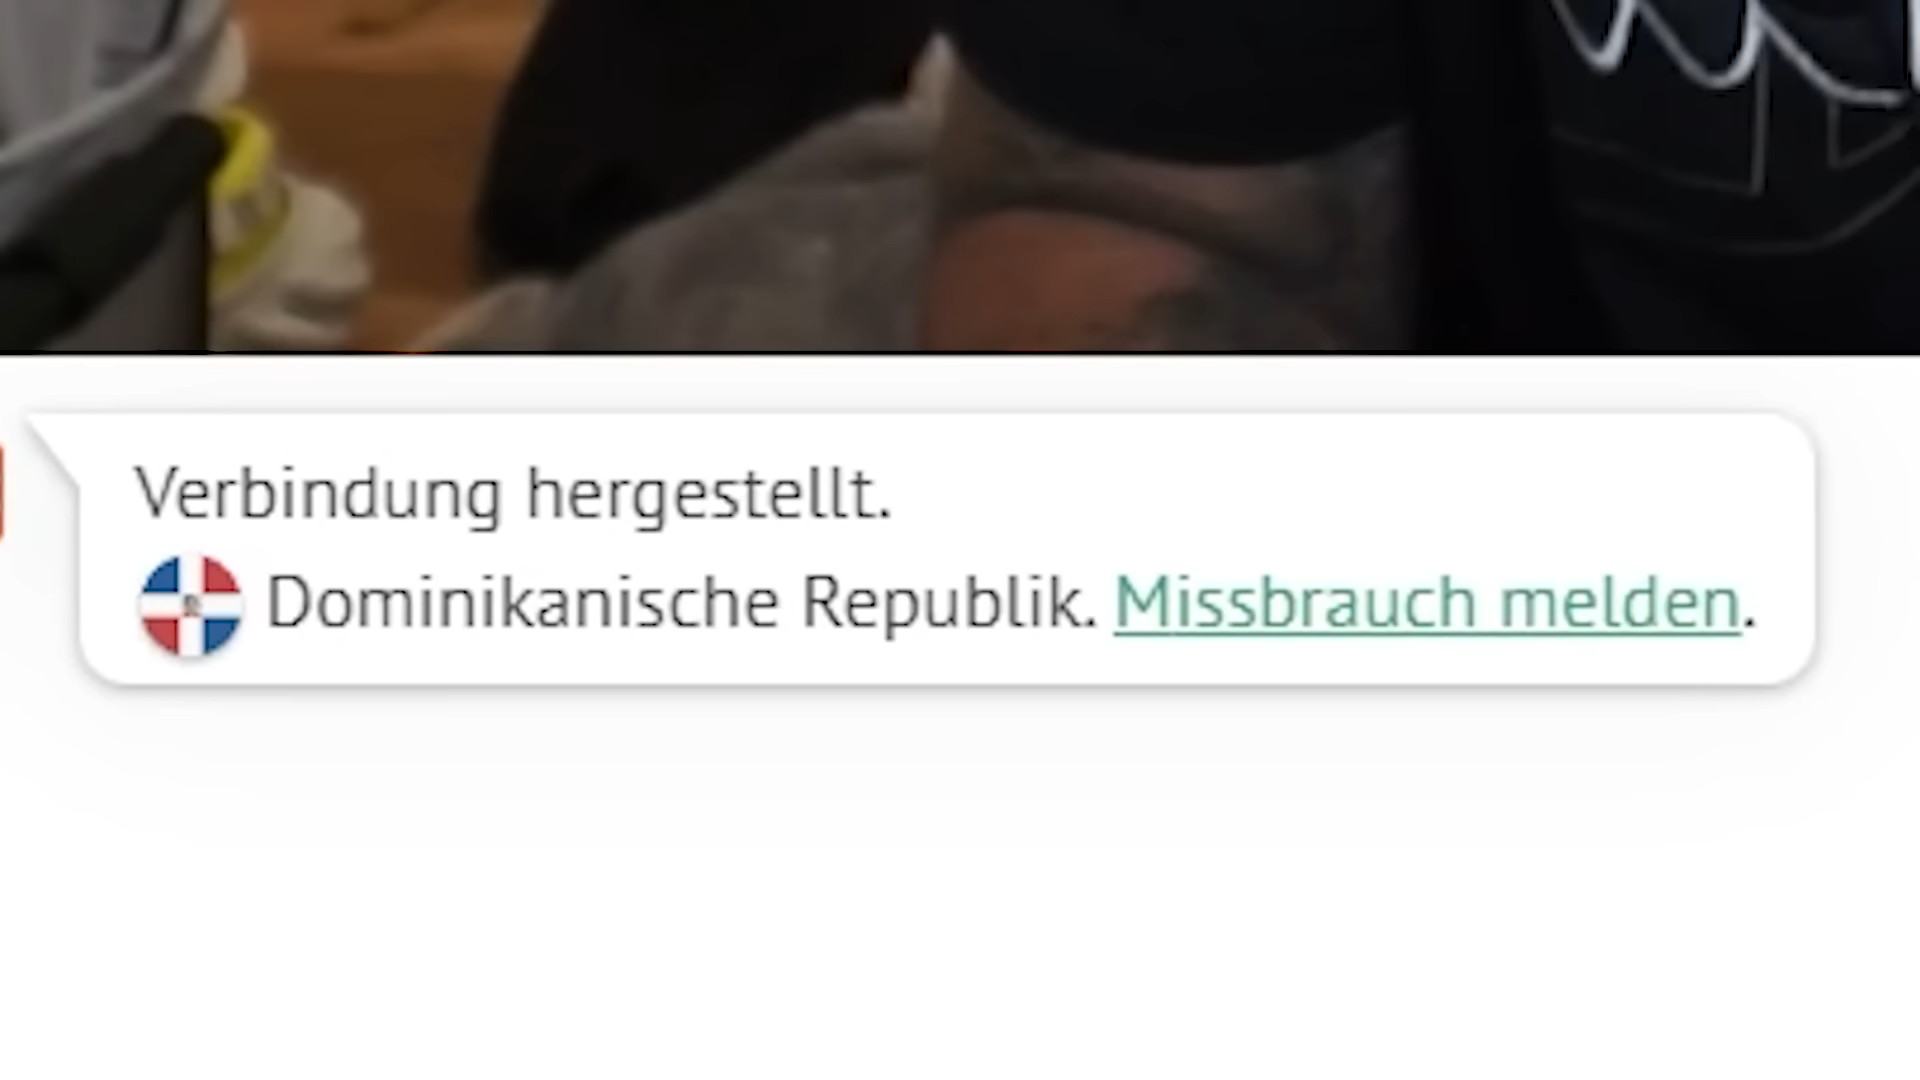 Verbindung hergestellt.
Dominikanische Republik. Missbrauch melden.